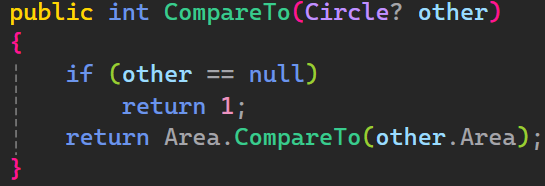 public int CompareTo(Circle? other)
{
    if (other == null)
        return 1;
    return Area.CompareTo(other.Area);
}